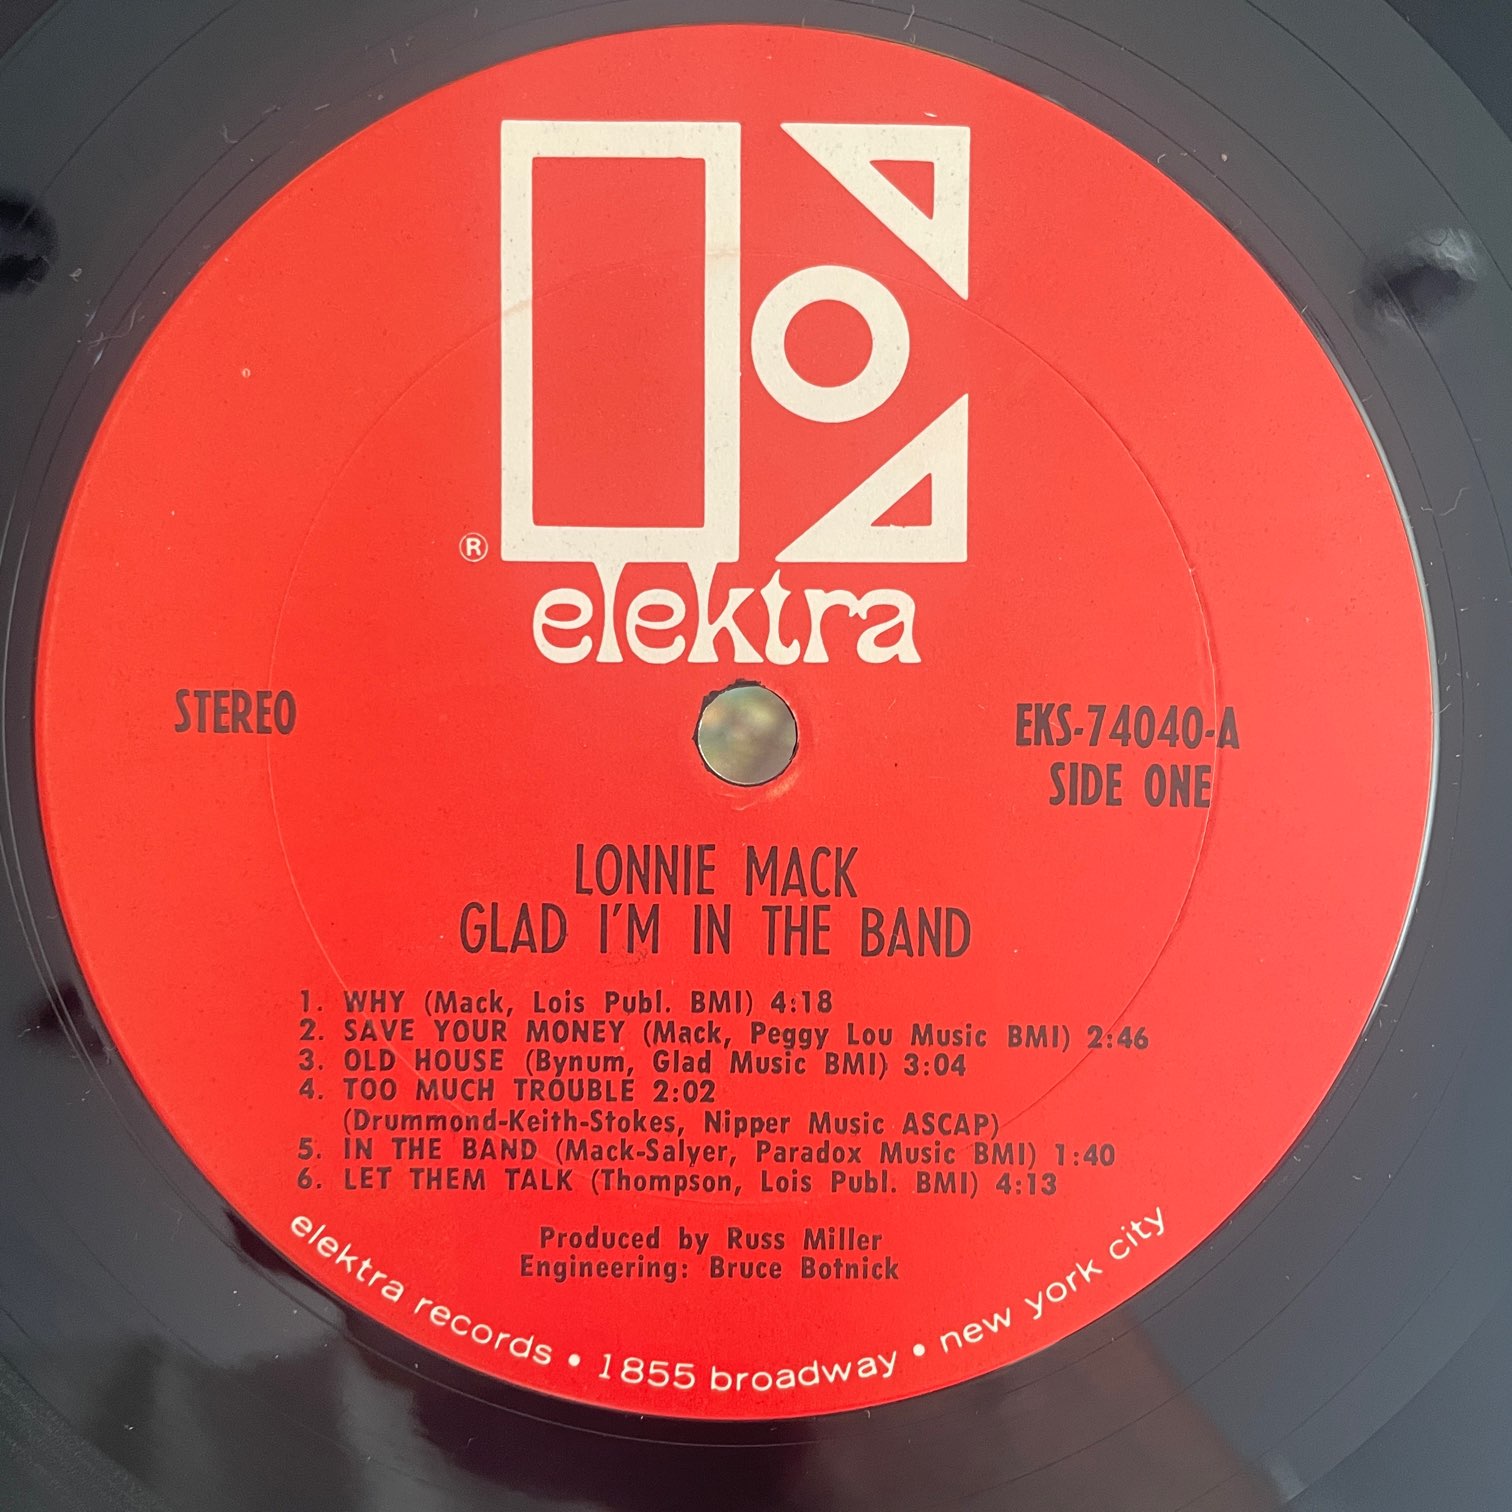 ®
elektra
STEREO
EKS-74040-A
SIDE ONE
LONNIE MACK
GLAD I'M IN THE BAND
1. WHY (Mack, Lois Publ. BMI) 4:18
2. SAVE YOUR MONEY (Mack, Peggy Lou Music BMI) 2:46
3. OLD HOUSE (Bynum, Glad Music BMI) 3:04
4. TOO MUCH TROUBLE 2:02
(Drummond-Keith-Stokes, Nipper Music ASCAP)
5. IN THE BAND (Mack-Salyer, Paradox Music BMI) 1:40
6. LET THEM TALK (Thompson, Lois Publ. BMI) 4:13
Produced by Russ Miller
Engineering: Bruce Botnick
elektra records • 1855 broadway • new york city